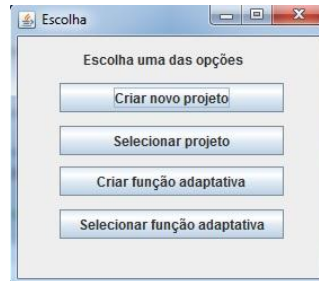 Escolha
Escolha uma das opções
Criar novo projeto
Selecionar projeto
Criar função adaptativa
Selecionar função adaptativa